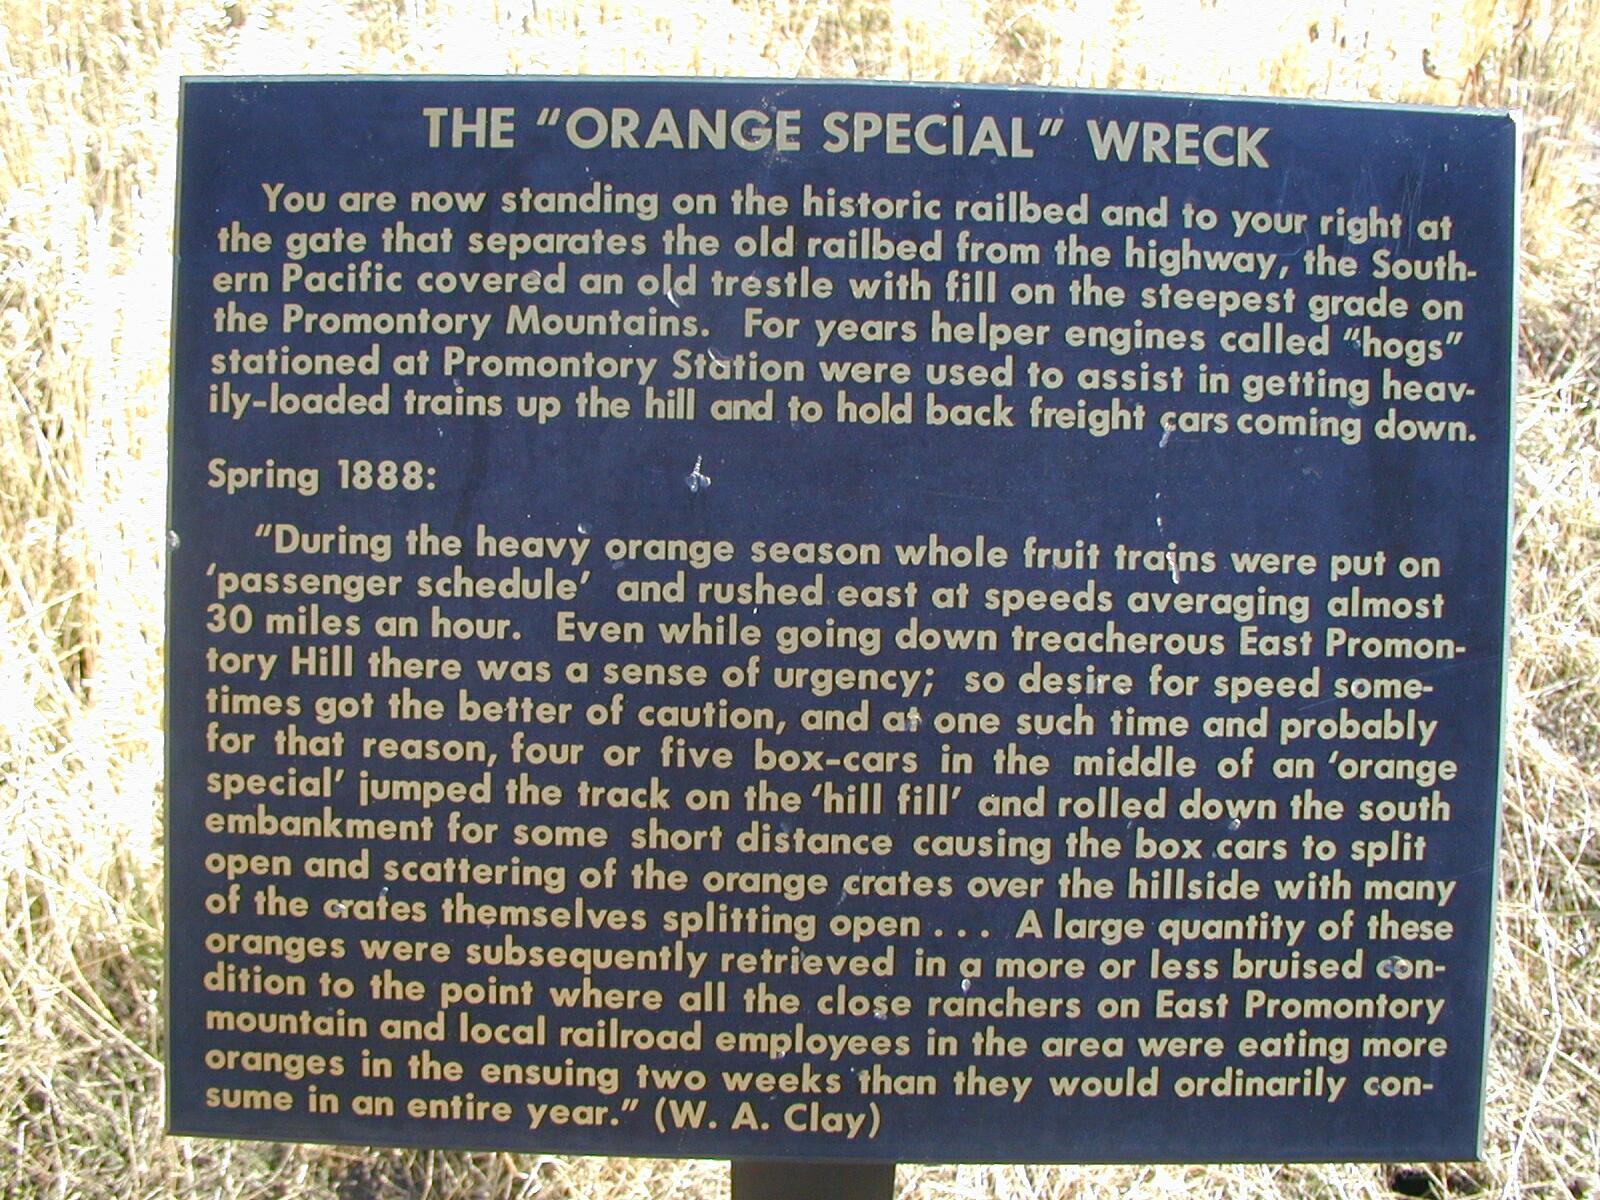 THE “ORANGE SPECIAL” WRECK
You are now standing on the historic railbed and to your right at
the gate that separates the old railbed from the highway, the South-
ern Pacific covered an old trestle with fill on the steepest grade on
the Promontory Mountains. For years helper engines called “hogs”
stationed at Promontory Station were used to assist in getting heav-
ily-loaded trains up the hill and to hold back freight cars coming down.
Spring 1888:
“During the heavy orange season whole fruit trains were put on
‘passenger schedule’ and rushed east at speeds averaging almost
30 miles an hour. Even while going down treacherous East Promon-
tory Hill there was a sense of urgency; so desire for speed some-
times got the better of caution, and at one such time and probably
for that reason, four or five box-cars in the middle of an ‘orange
special’ jumped the track on the ‘hill fill’ and rolled down the south
embankment for some short distance causing the box cars to split
open and scattering of the orange crates over the hillside with many
of the crates themselves splitting open . . . A large quantity of these
oranges were subsequently retrieved in a more or less bruised con-
dition to the point where all the close ranchers on East Promontory
mountain and local railroad employees in the area were eating more
oranges in the ensuing two weeks than they would ordinarily con-
sume in an entire year.” (W. A. Clay)